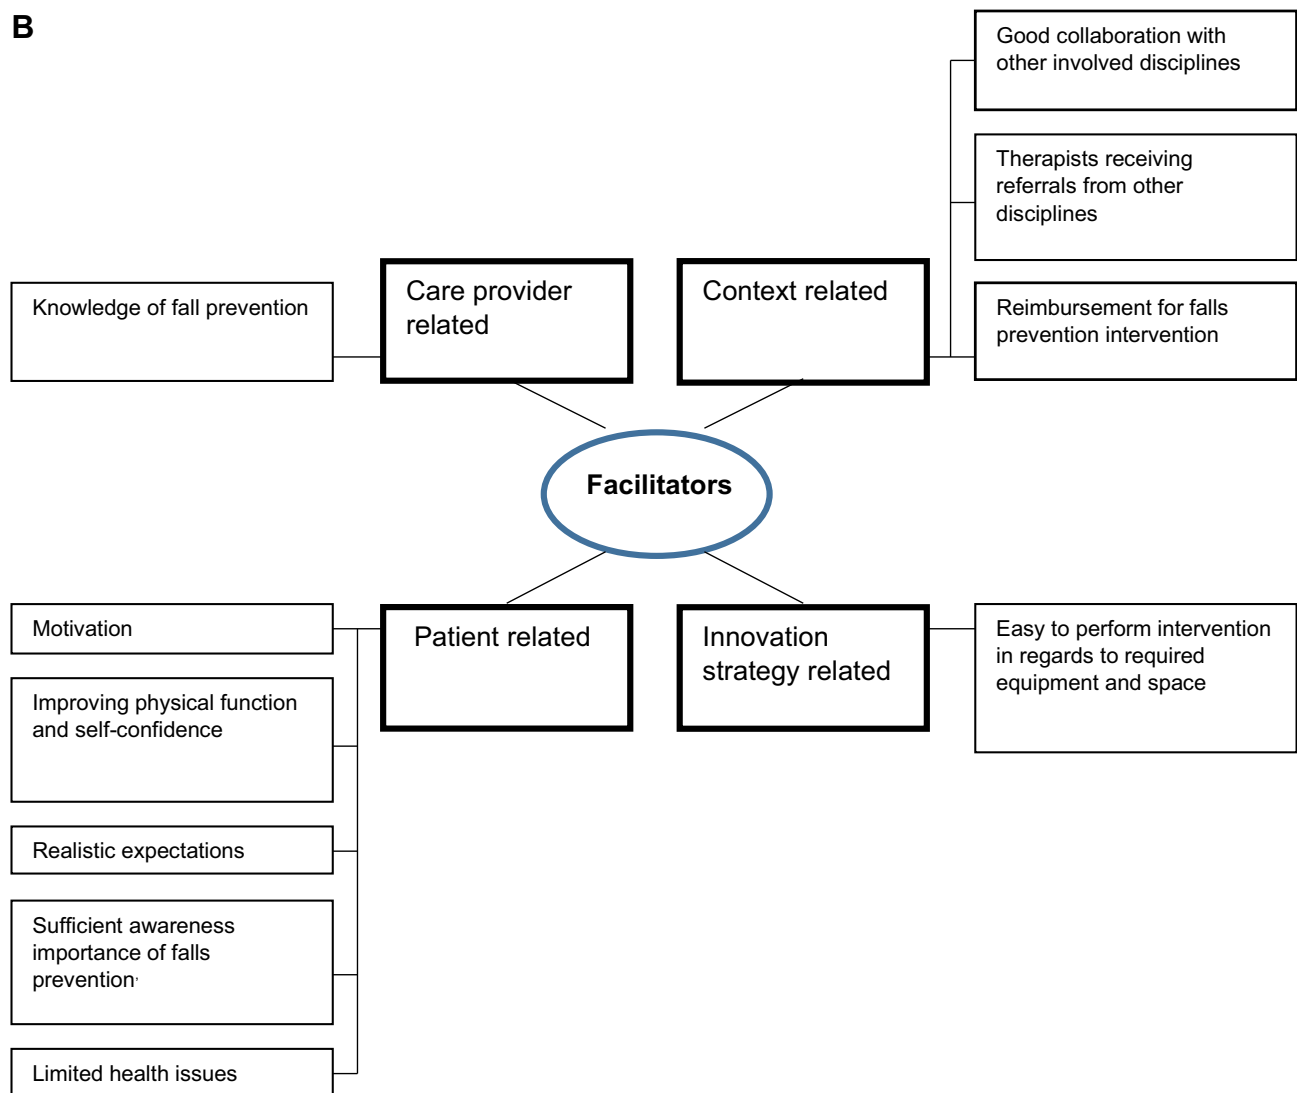 B
Good collaboration with
other involved disciplines
Therapists receiving
referrals from other
disciplines
Knowledge of fall prevention
Care provider
related
Context related
Reimbursement for falls
prevention intervention
Facilitators
Motivation
Patient related
Innovation
strategy related
Easy to perform intervention
in regards to required
equipment and space
Improving physical function
and self-confidence
Realistic expectations
Sufficient awareness
importance of falls
prevention,
Limited health issues